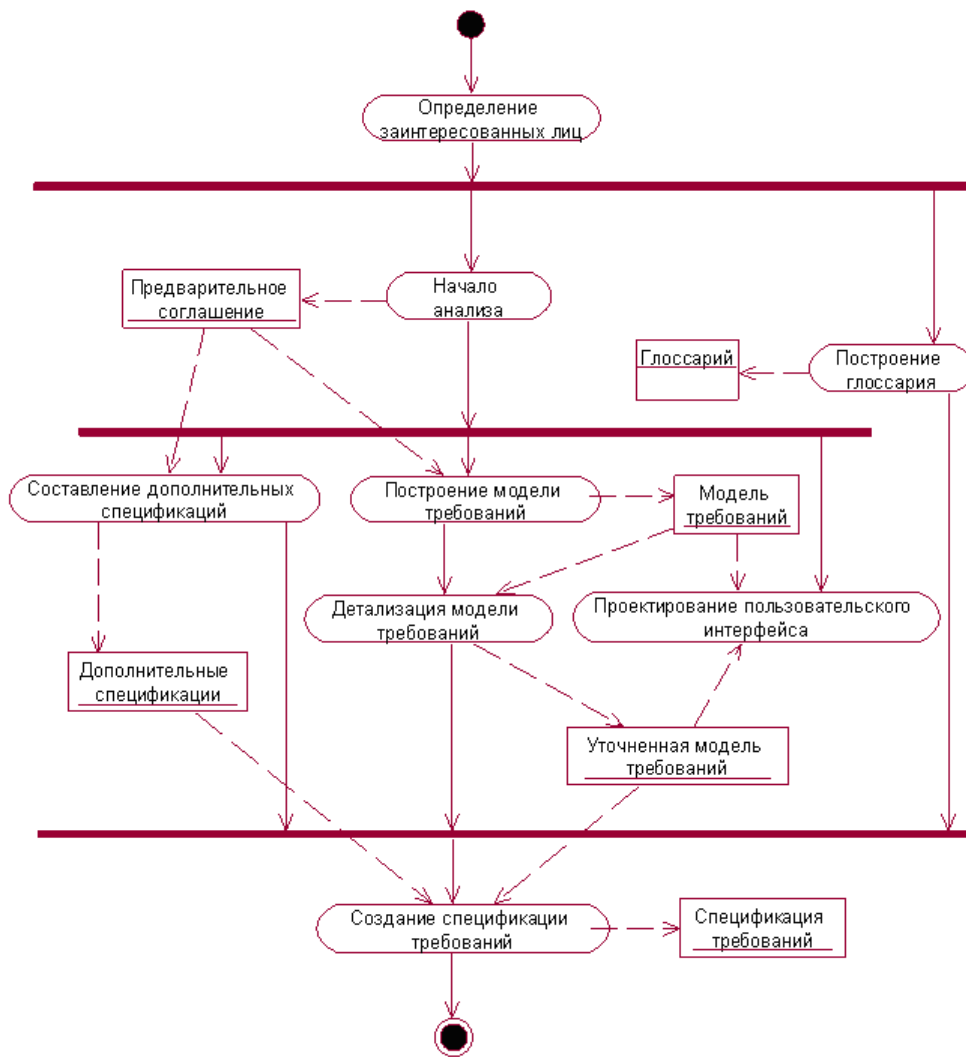 Определение
заинтересованных лиц
Предварительное
соглашение
Начало
анализа
Глоссарий
Построение
глоссария
Составление дополнительных
спецификаций
Построение модели
требований
Модель
требований
Детализация модели
требований
Проектирование пользовательского
интерфейса
Дополнительные
спецификации
Уточненная модель
требований
Создание спецификации
требований
Спецификация
требований